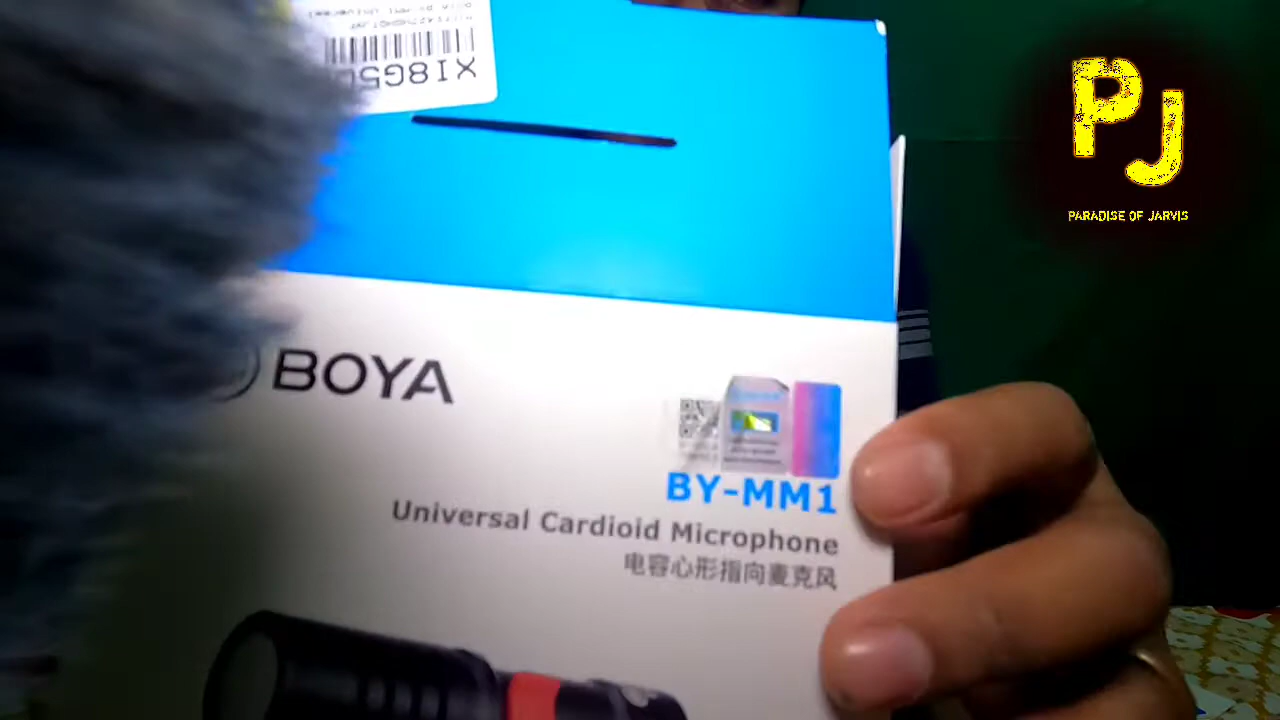 XI8G5
PJ
PARADISE OF JARVIS
BOYA
BY-MM1
Universal Cardioid Microphone
电容心形指向麦克风